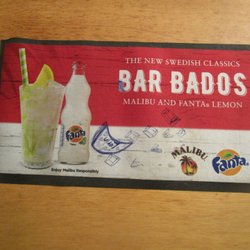 THE NEW SWEDISH CLASSICS
BAR BADOS
MALIBU AND FANTA® LEMON
Fanta
Enjoy Malibu Responsibly
MALIBU
Fanta